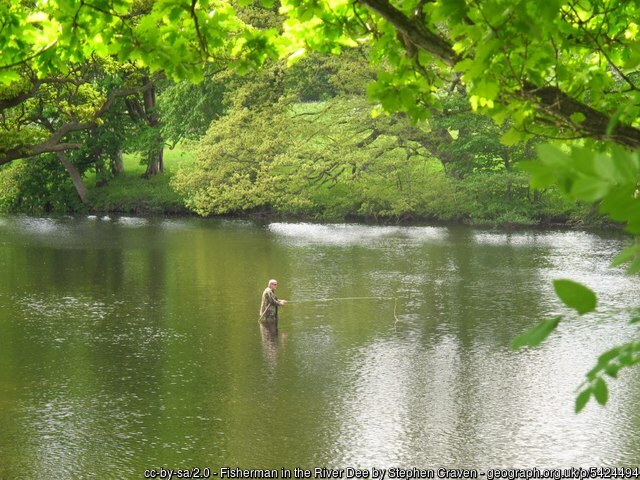 cc-by-sa/2.0 - Fisherman in the River Dee by Stephen Craven - geograph.org.uk/p/5424494